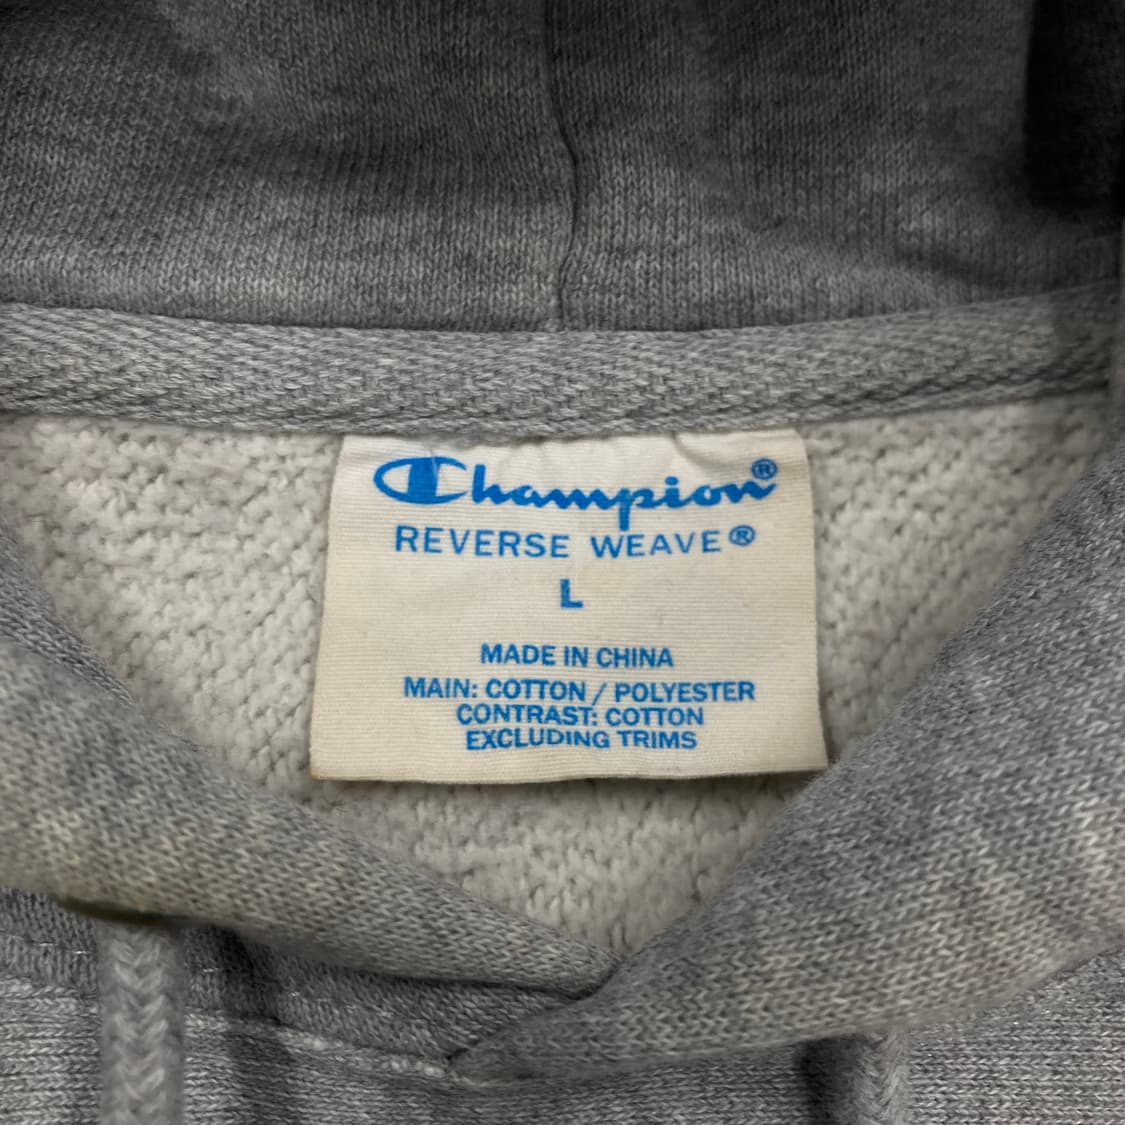 Champion®
REVERSE WEAVE®
L
MADE IN CHINA
MAIN: COTTON / POLYESTER
CONTRAST: COTTON
EXCLUDING TRIMS